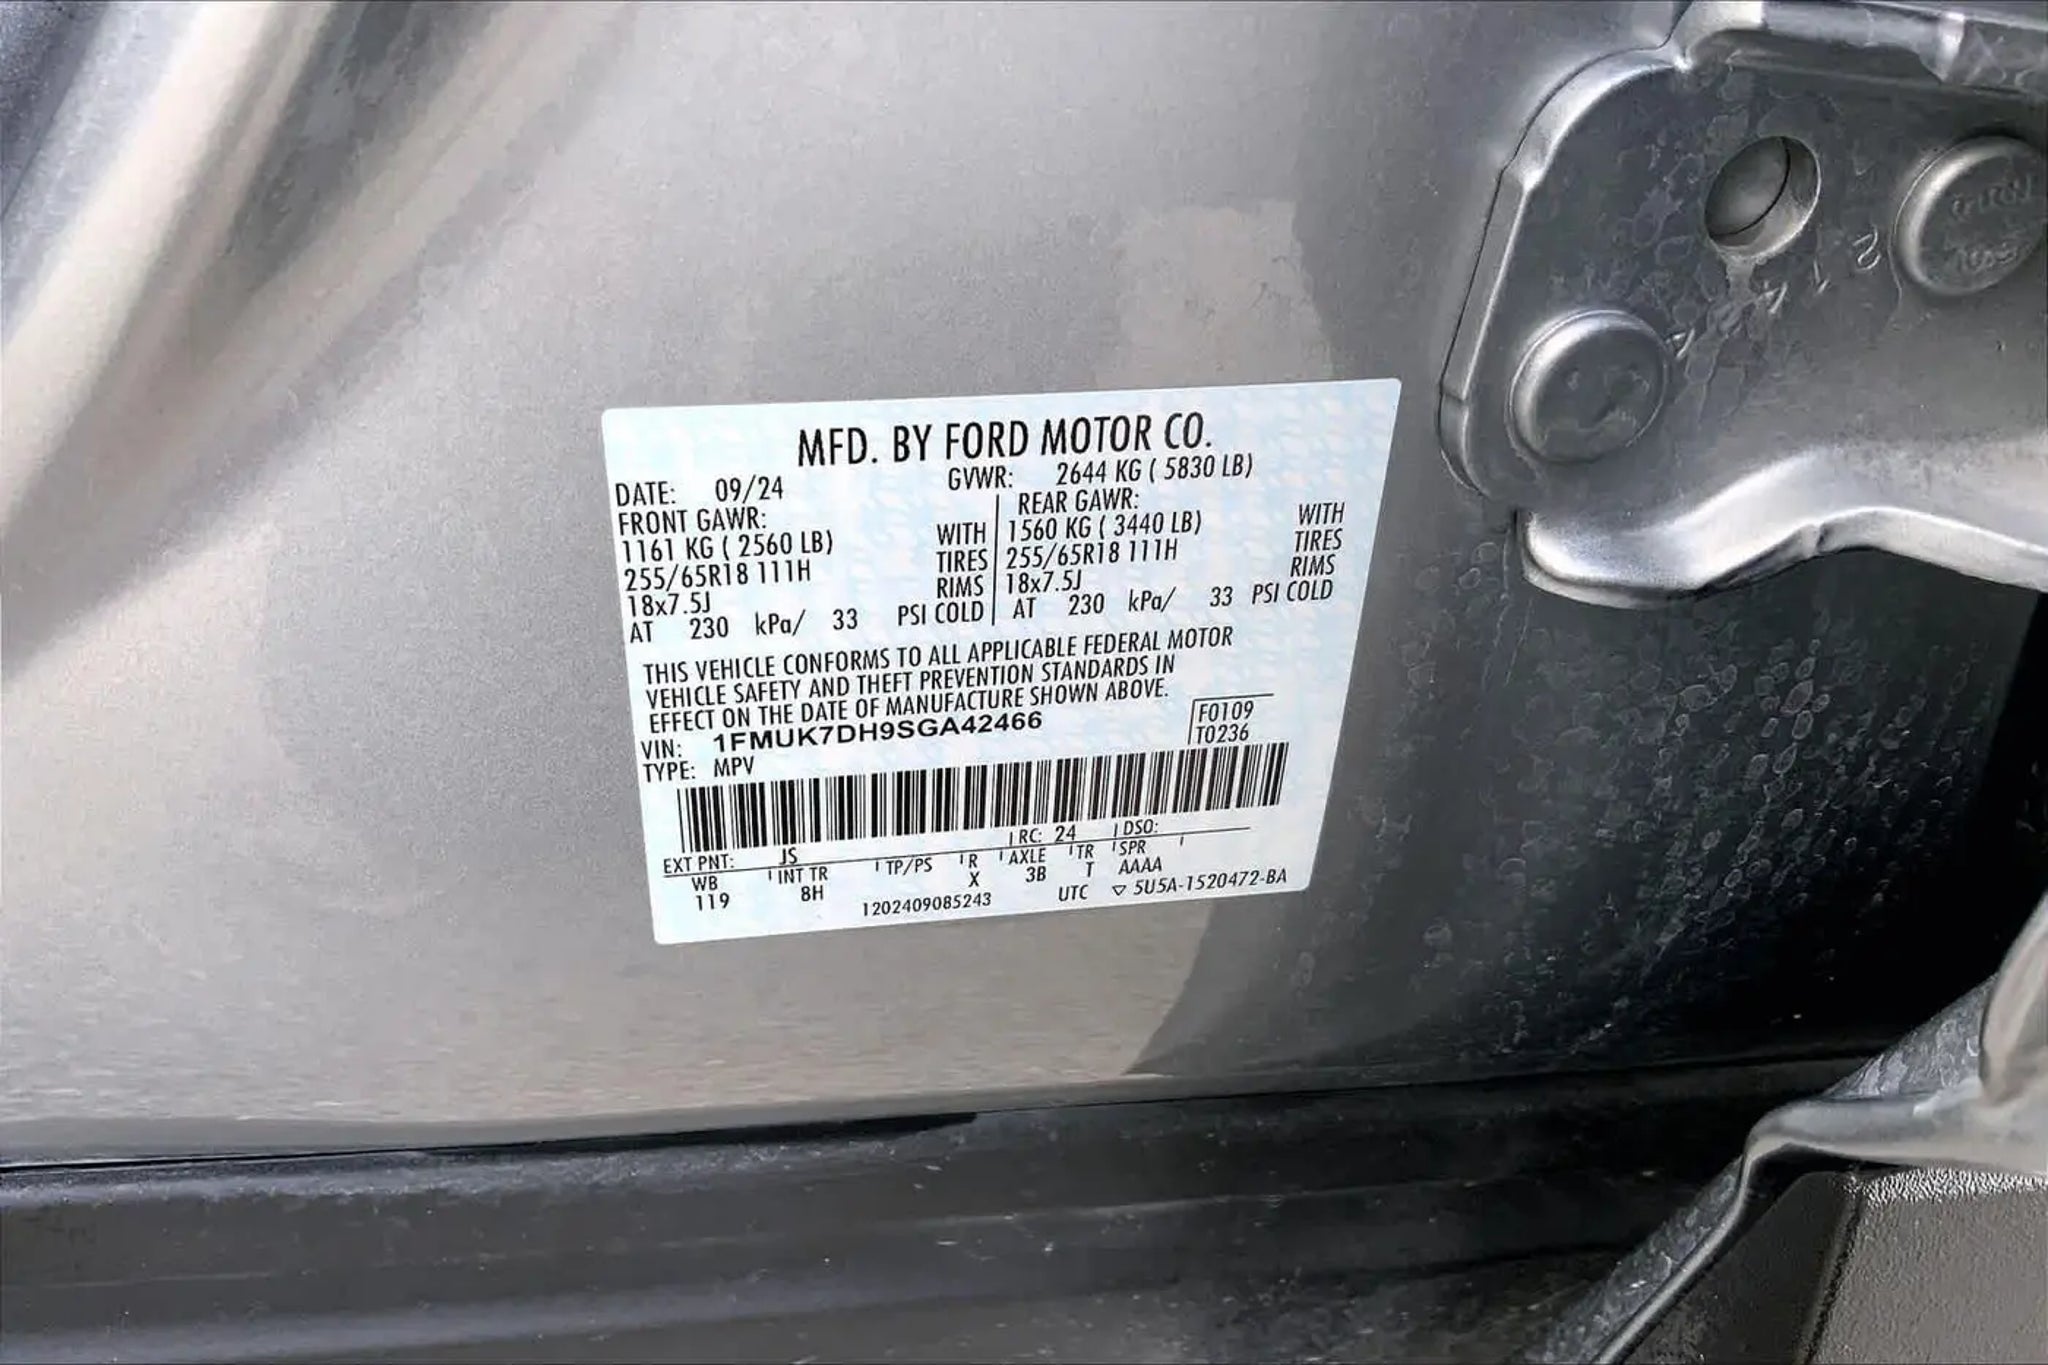 MFD. BY FORD MOTOR CO.
DATE: 09/24 GVWR: 2644 KG ( 5830 LB)
FRONT GAWR: REAR GAWR:
1161 KG ( 2560 LB) WITH 1560 KG ( 3440 LB) WITH
255/65R18 111H TIRES 255/65R18 111H TIRES
18x7.5J RIMS 18x7.5J RIMS
AT 230 kPa/ 33 PSI COLD AT 230 kPa/ 33 PSI COLD
THIS VEHICLE CONFORMS TO ALL APPLICABLE FEDERAL MOTOR
VEHICLE SAFETY AND THEFT PREVENTION STANDARDS IN
EFFECT ON THE DATE OF MANUFACTURE SHOWN ABOVE.
VIN: 1FMUK7DH9SGA42466 F0109
TYPE: MPV T0236
EXT PNT: JS RC: 24 DSO:
WB INT TR TP/PS R AXLE TR SPR
119 8H X 3B T AAAA
1202409085243 UTC ▽ 5U5A-1520472-BA